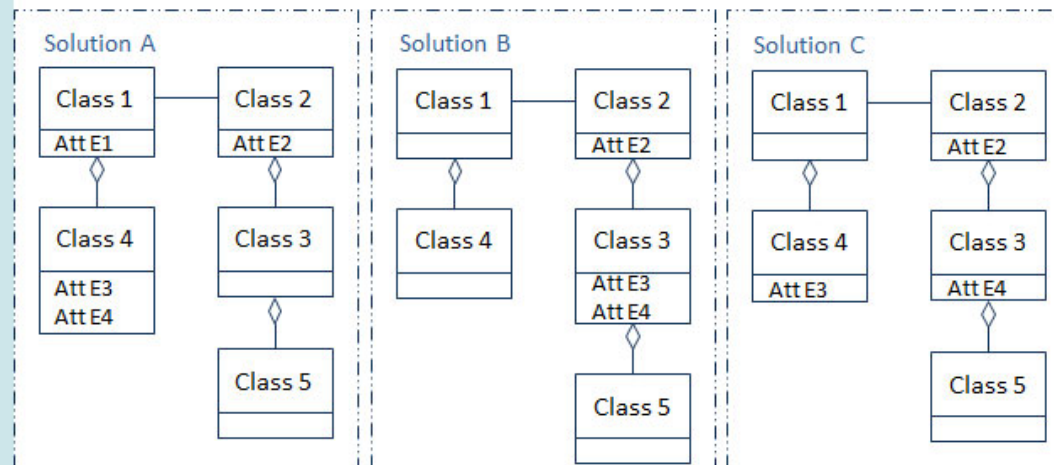 Solution A
Class 1
Class 2
Att E1
Att E2
Class 4
Class 3
Att E3
Att E4
Class 5
Solution B
Class 1
Class 2
Att E2
Class 4
Class 3
Att E3
Att E4
Class 5
Solution C
Class 1
Class 2
Att E2
Class 4
Class 3
Att E3
Att E4
Class 5